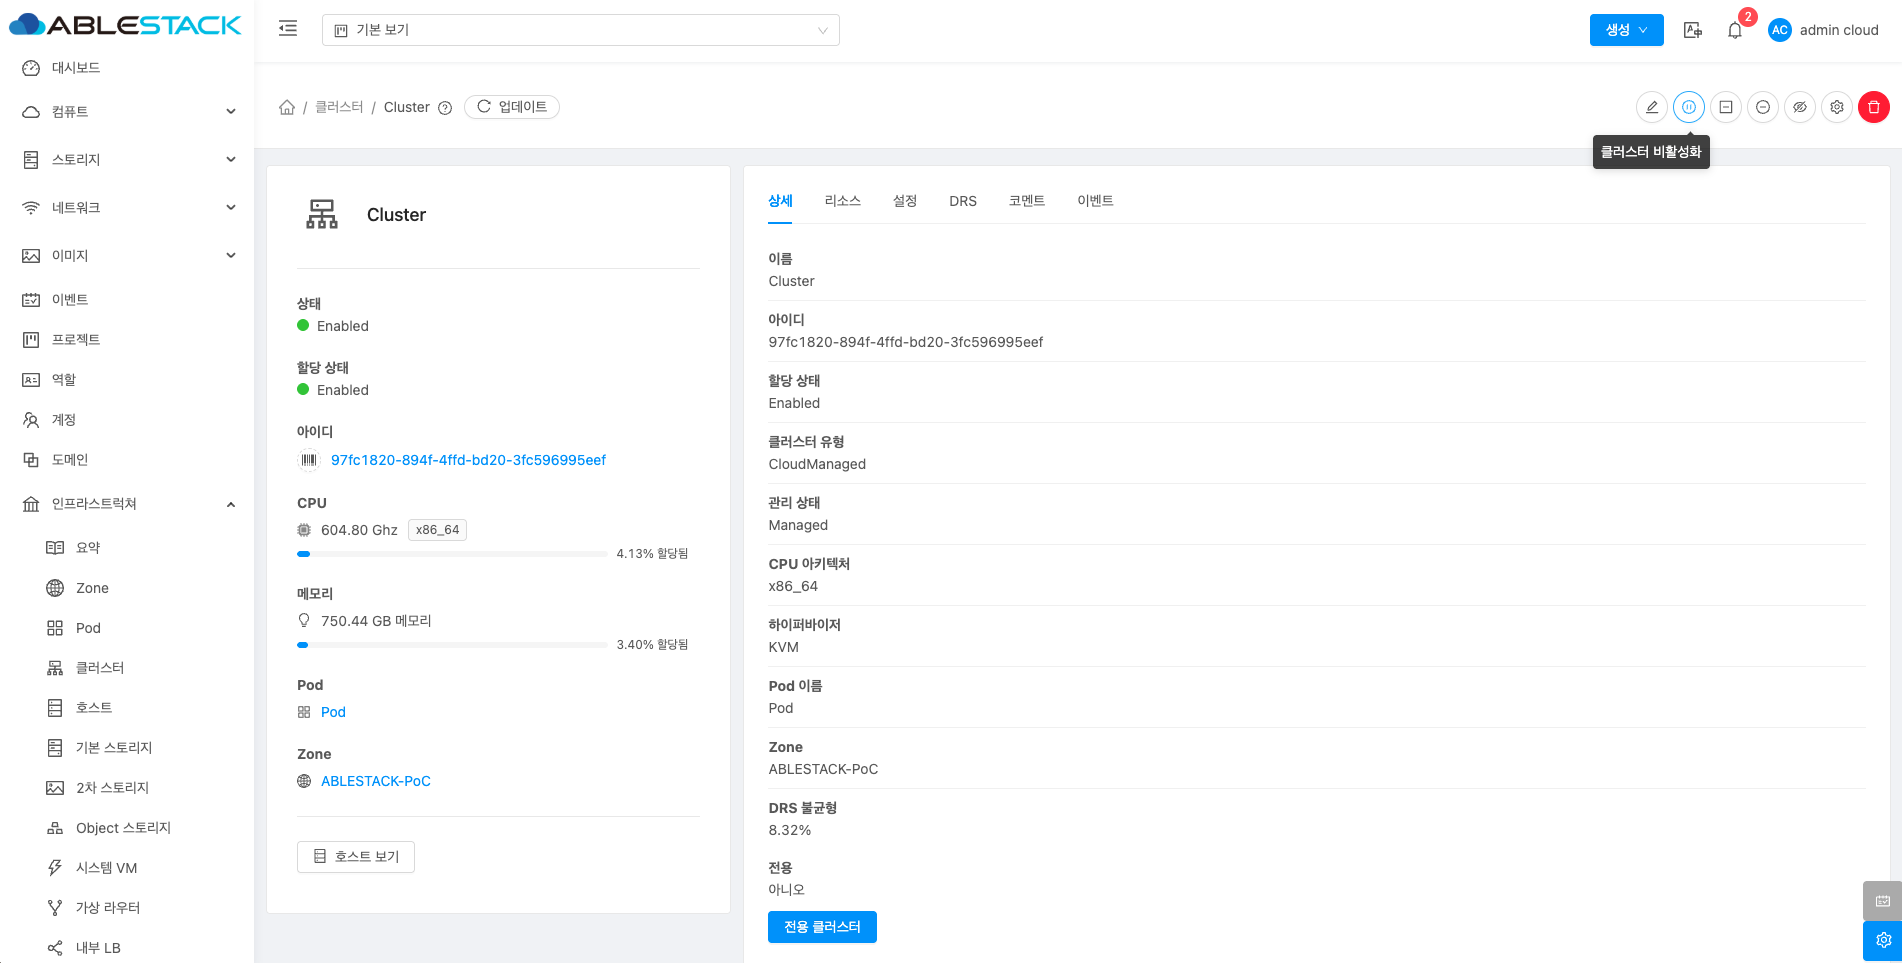 ABLESTACK
기본 보기
생성
2
AC
admin cloud
대시보드
컴퓨트
스토리지
네트워크
이미지
이벤트
프로젝트
역할
계정
도메인
인프라스트럭쳐
요약
Zone
Pod
클러스터
호스트
기본 스토리지
2차 스토리지
Object 스토리지
시스템 VM
가상 라우터
내부 LB
/ 클러스터 / Cluster
업데이트
클러스터 비활성화
Cluster
상태
Enabled
할당 상태
Enabled
아이디
97fc1820-894f-4ffd-bd20-3fc596995eef
CPU
604.80 Ghz x86_64
4.13% 할당됨
메모리
750.44 GB 메모리
3.40% 할당됨
Pod
Pod
Zone
ABLESTACK-PoC
호스트 보기
상세 리소스 설정 DRS 코멘트 이벤트
이름
Cluster
아이디
97fc1820-894f-4ffd-bd20-3fc596995eef
할당 상태
Enabled
클러스터 유형
CloudManaged
관리 상태
Managed
CPU 아키텍처
x86_64
하이퍼바이저
KVM
Pod 이름
Pod
Zone
ABLESTACK-PoC
DRS 불균형
8.32%
전용
아니오
전용 클러스터